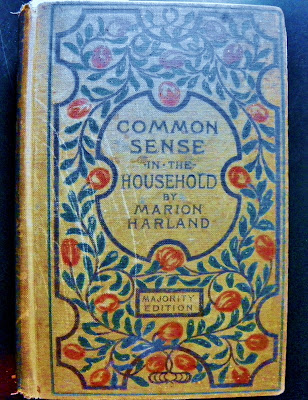 COMMON
SENSE
IN·THE
HOUSEHOLD
BY
MARION
HARLAND
MAJORITY
EDITION